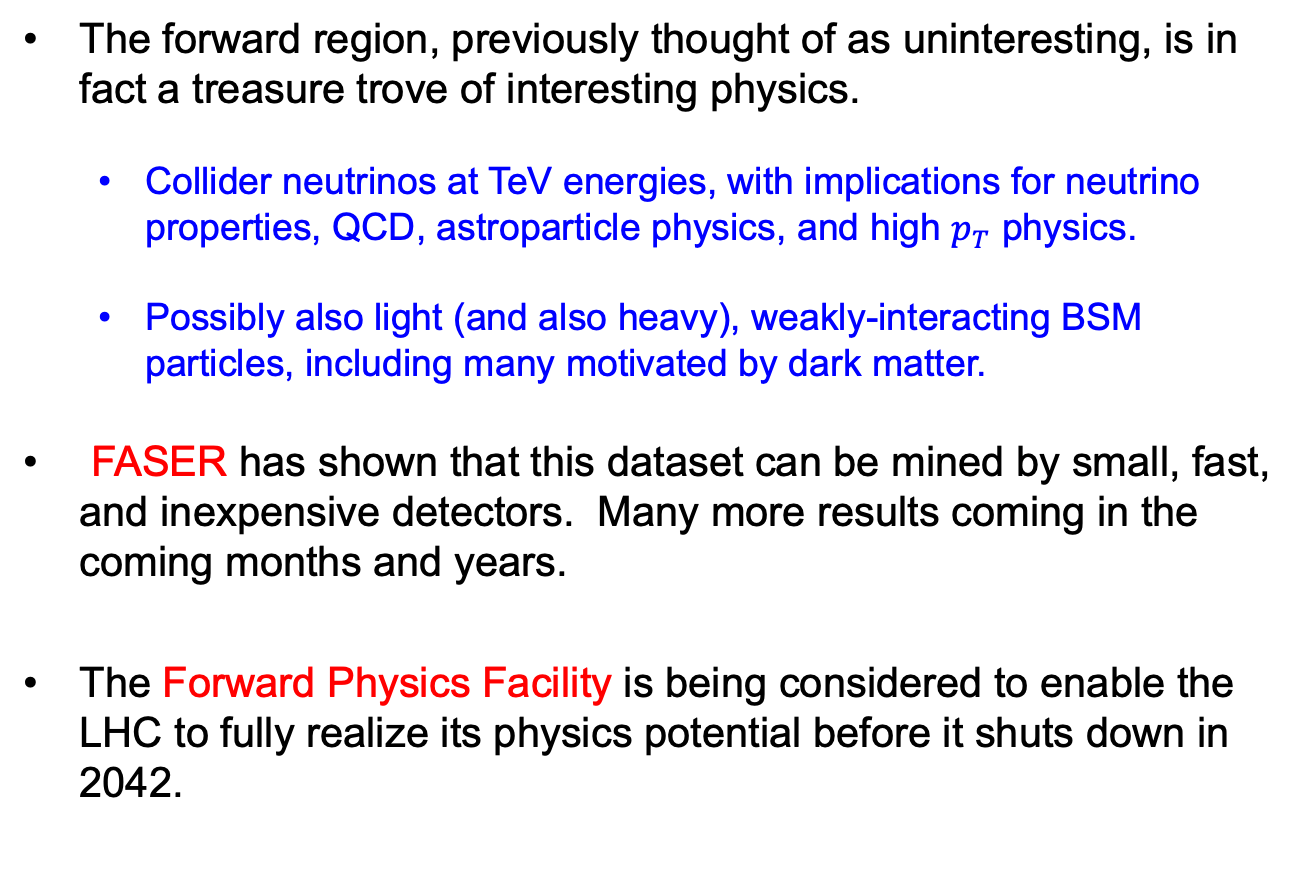 • The forward region, previously thought of as uninteresting, is in
fact a treasure trove of interesting physics.
• Collider neutrinos at TeV energies, with implications for neutrino
properties, QCD, astroparticle physics, and high p_T physics.
• Possibly also light (and also heavy), weakly-interacting BSM
particles, including many motivated by dark matter.
• FASER has shown that this dataset can be mined by small, fast,
and inexpensive detectors.  Many more results coming in the
coming months and years.
• The Forward Physics Facility is being considered to enable the
LHC to fully realize its physics potential before it shuts down in
2042.